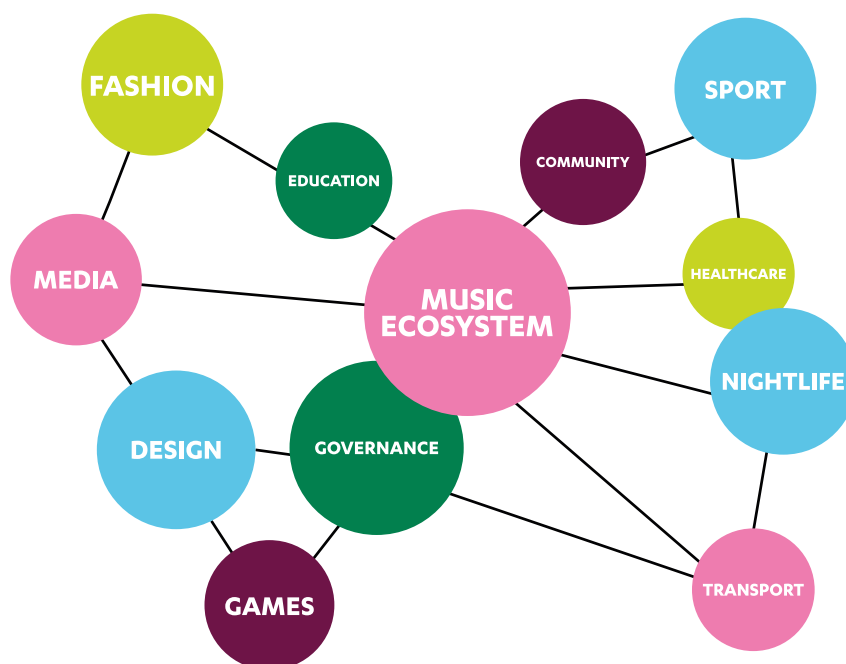 FASHION
SPORT
COMMUNITY
EDUCATION
HEALTHCARE
MEDIA
MUSIC
ECOSYSTEM
NIGHTLIFE
DESIGN
GOVERNANCE
TRANSPORT
GAMES